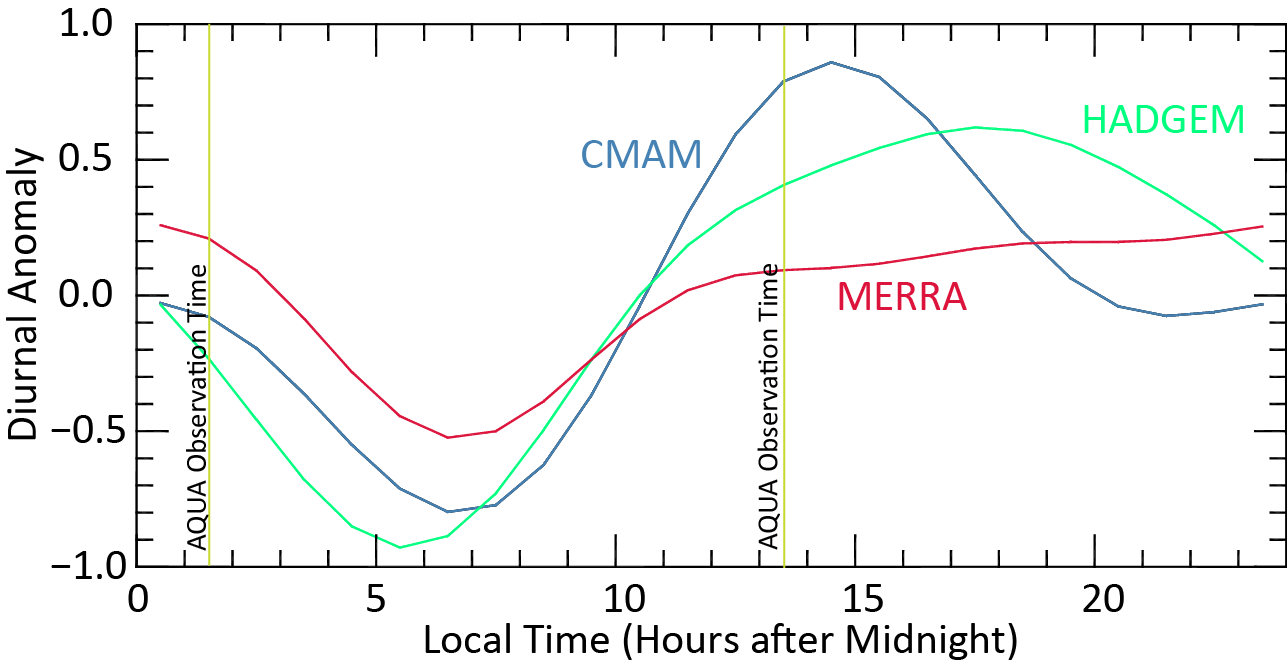 1.0
0.5
0.0
−0.5
−1.0
Diurnal Anomaly
CMAM
HADGEM
MERRA
AQUA Observation Time
AQUA Observation Time
0 5 10 15 20
Local Time (Hours after Midnight)